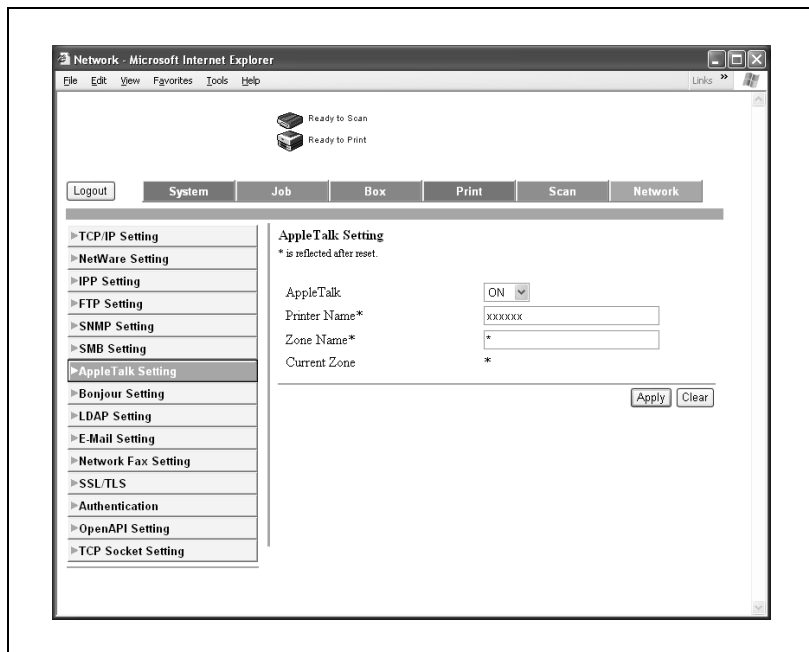 Network - Microsoft Internet Explorer
File Edit View Favorites Tools Help Links »
Ready to Scan
Ready to Print
Logout System Job Box Print Scan Network
TCP/IP Setting
NetWare Setting
IPP Setting
FTP Setting
SNMP Setting
SMB Setting
AppleTalk Setting
Bonjour Setting
LDAP Setting
E-Mail Setting
Network Fax Setting
SSL/TLS
Authentication
OpenAPI Setting
TCP Socket Setting
AppleTalk Setting
* is reflected after reset.
AppleTalk ON
Printer Name* xxxxxx
Zone Name* *
Current Zone *
Apply Clear